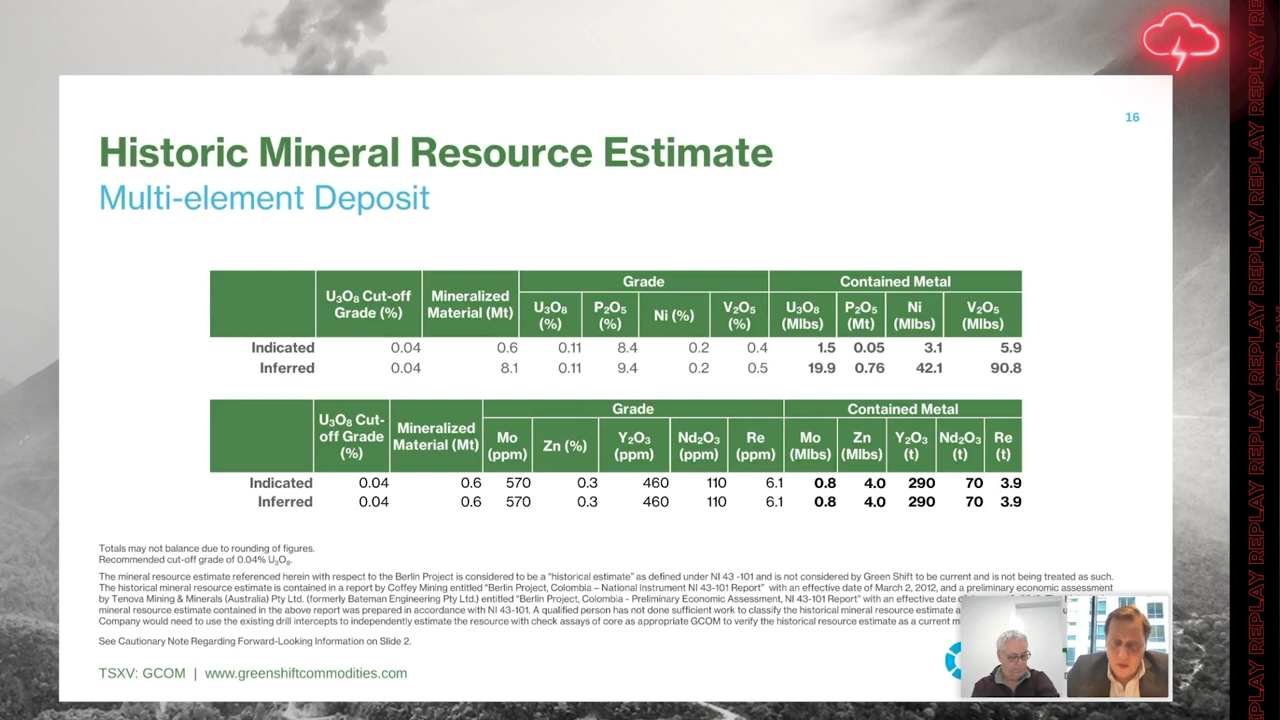 16
Historic Mineral Resource Estimate
Multi-element Deposit
Grade Contained Metal
U₃O₈ Cut-off Grade (%) Mineralized Material (Mt) U₃O₈ (%) P₂O₅ (%) Ni (%) V₂O₅ (%) U₃O₈ (Mlbs) P₂O₅ (Mt) Ni (Mlbs) V₂O₅ (Mlbs)
Indicated 0.04 0.6 0.11 8.4 0.2 0.4 1.5 0.05 3.1 5.9
Inferred 0.04 8.1 0.11 9.4 0.2 0.5 19.9 0.76 42.1 90.8
Grade Contained Metal
U₃O₈ Cut-off Grade (%) Mineralized Material (Mt) Mo (ppm) Zn (%) Y₂O₃ (ppm) Nd₂O₃ (ppm) Re (ppm) Mo (Mlbs) Zn (Mlbs) Y₂O₃ (t) Nd₂O₃ (t) Re (t)
Indicated 0.04 0.6 570 0.3 460 110 6.1 0.8 4.0 290 70 3.9
Inferred 0.04 0.6 570 0.3 460 110 6.1 0.8 4.0 290 70 3.9
Totals may not balance due to rounding of figures.
Recommended cut-off grade of 0.04% U₃O₈.
The mineral resource estimate referenced herein with respect to the Berlin Project is considered to be a “historical estimate” as defined under NI 43 -101 and is not considered by Green Shift to be current and is not being treated as such.
The historical mineral resource estimate is contained in a report by Coffey Mining entitled “Berlin Project, Colombia – National Instrument NI 43-101 Report” with an effective date of March 2, 2012, and a preliminary economic assessment
by Tenova Mining & Minerals (Australia) Pty Ltd. (formerly Bateman Engineering Pty Ltd.) entitled “Berlin Project, Colombia - Preliminary Economic Assessment, NI 43-101 Report” with an effective date
mineral resource estimate contained in the above report was prepared in accordance with NI 43-101. A qualified person has not done sufficient work to classify the historical mineral resource estimate
Company would need to use the existing drill intercepts to independently estimate the resource with check assays of core as appropriate GCOM to verify the historical resource estimate as a current
See Cautionary Note Regarding Forward-Looking Information on Slide 2.
TSXV: GCOM | www.greenshiftcommodities.com
REPLAY REPLAY REPLAY REPLAY REPLAY REPLAY REPLAY REPLAY